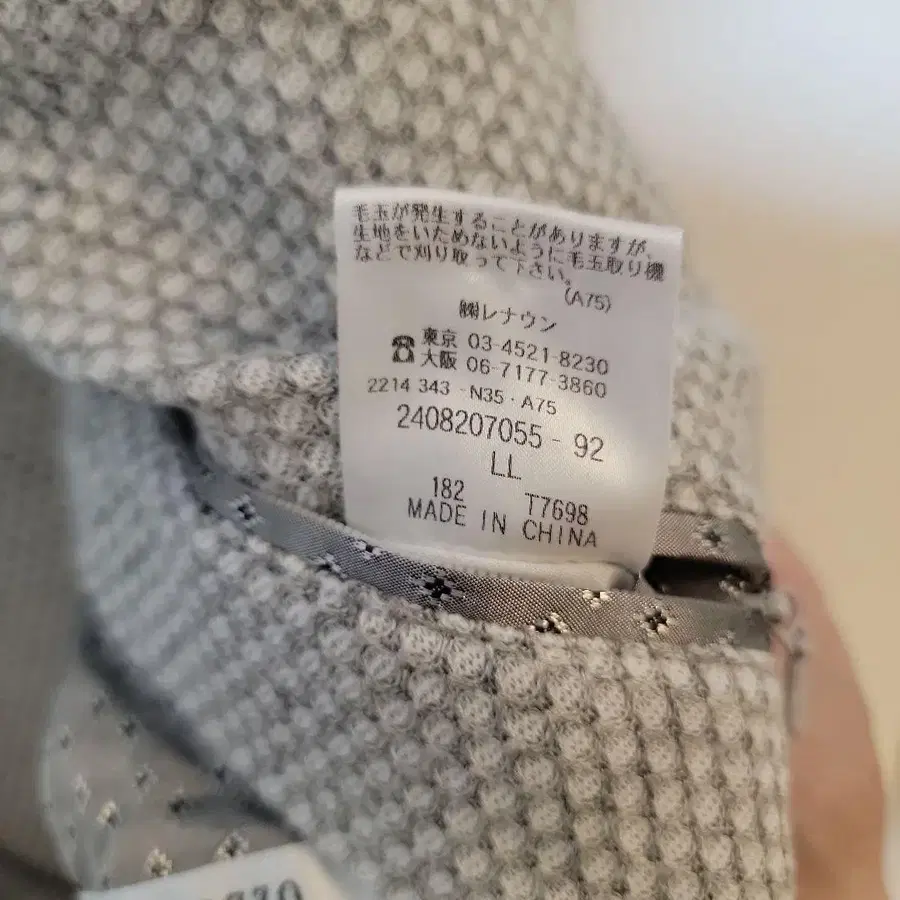 毛玉が発生することがありますが、
生地をいためないように毛玉取り機
などで刈り取って下さい。
(A75)
㈱レナウン
☎東京 03-4521-8230
大阪 06-7177-3860
2214 343 -N35・A75
2408207055 - 92
LL
182 T7698
MADE IN CHINA